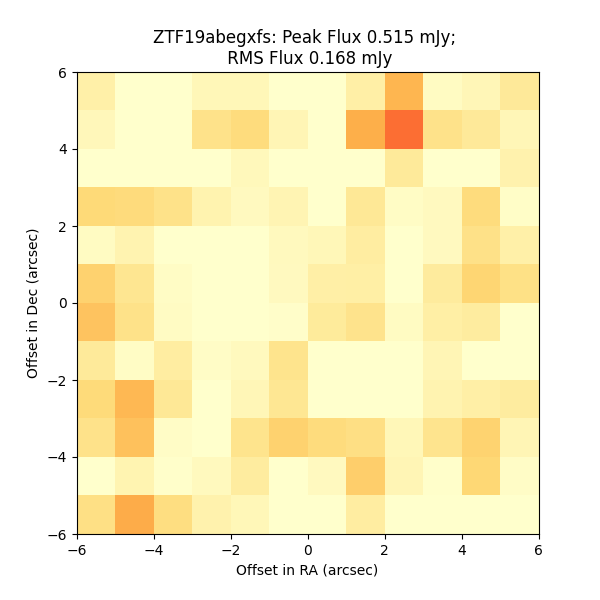 ZTF19abegxfs: Peak Flux 0.515 mJy;
RMS Flux 0.168 mJy
6
4
2
0
−2
−4
−6
Offset in Dec (arcsec)
−6 −4 −2 0 2 4 6
Offset in RA (arcsec)